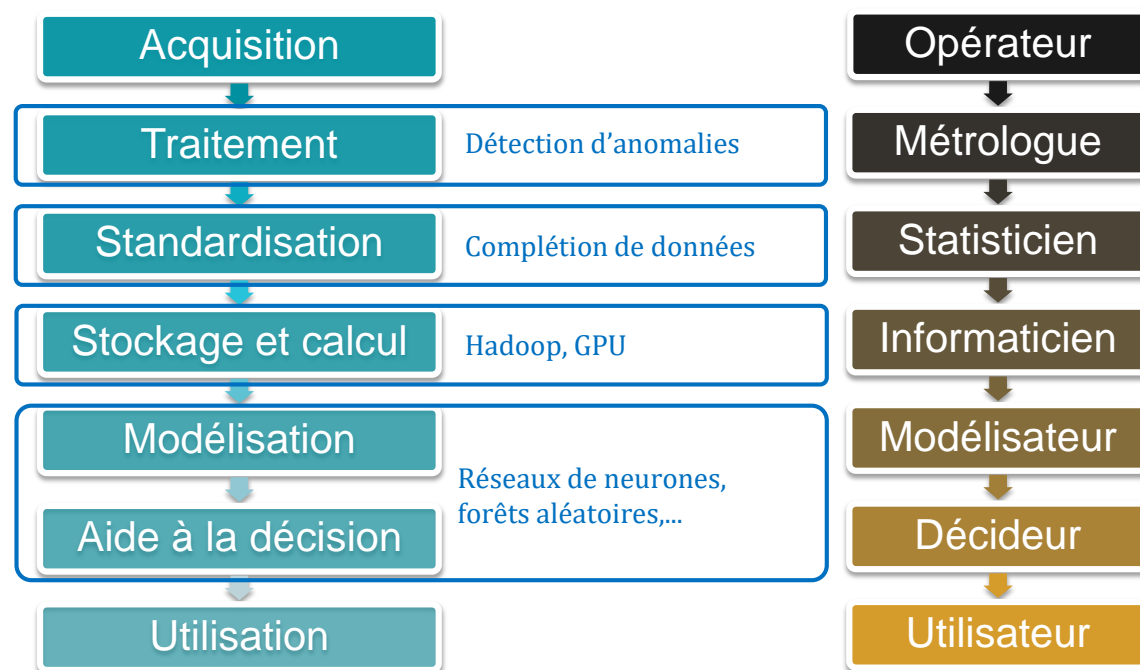 Acquisition
Opérateur
Traitement
Détection d’anomalies
Métrologue
Standardisation
Complétion de données
Statisticien
Stockage et calcul
Hadoop, GPU
Informaticien
Modélisation
Modélisateur
Réseaux de neurones,
forêts aléatoires,...
Aide à la décision
Décideur
Utilisation
Utilisateur